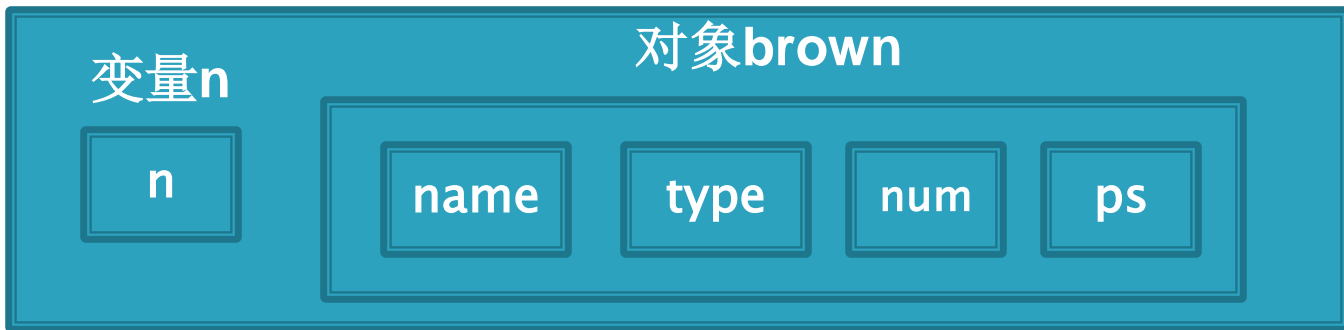 对象brown
变量n
n
name
type
num
ps